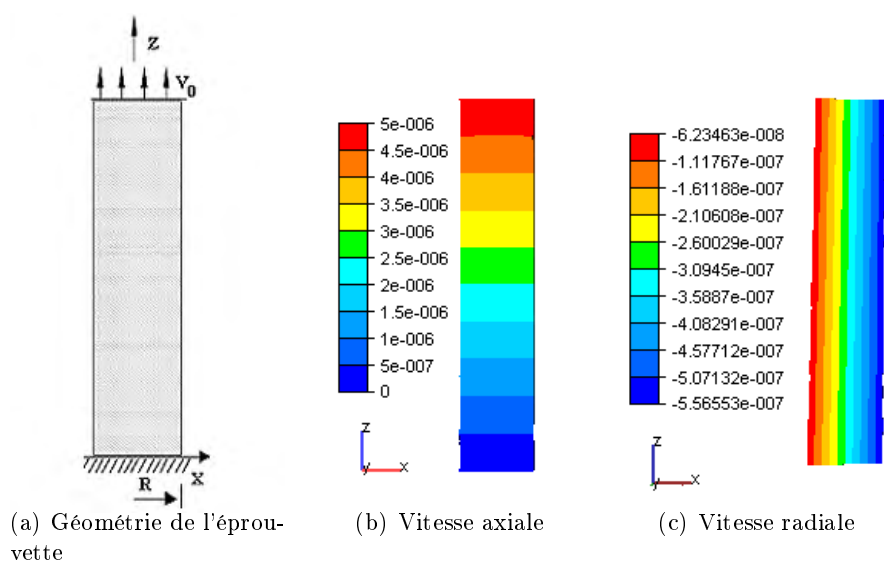 Z
V0
X
R
(a) Géométrie de l'éprou-
vette
5e-006
4.5e-006
4e-006
3.5e-006
3e-006
2.5e-006
2e-006
1.5e-006
1e-006
5e-007
0
z
y
x
(b) Vitesse axiale
-6.23463e-008
-1.11767e-007
-1.61188e-007
-2.10608e-007
-2.60029e-007
-3.0945e-007
-3.5887e-007
-4.08291e-007
-4.57712e-007
-5.07132e-007
-5.56553e-007
z
y
x
(c) Vitesse radiale